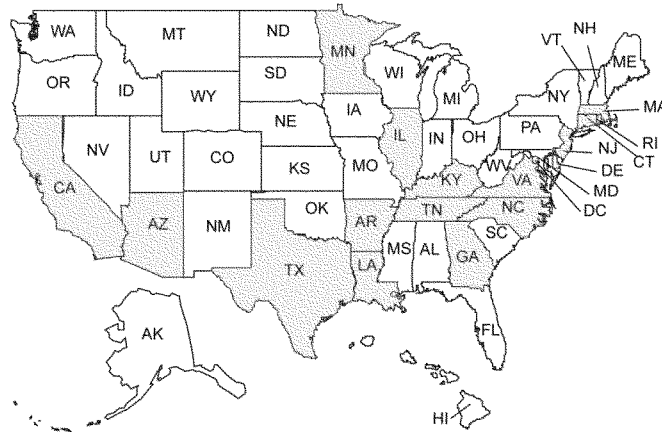 WA
MT
ND
MN
VT
NH
ME
OR
ID
SD
WI
MI
NY
MA
WY
IA
NE
PA
RI
NV
UT
CO
IL
IN
OH
NJ
CT
CA
KS
MO
WV
VA
DE
KY
MD
DC
AZ
NM
OK
AR
TN
NC
SC
TX
LA
MS
AL
GA
FL
AK
HI